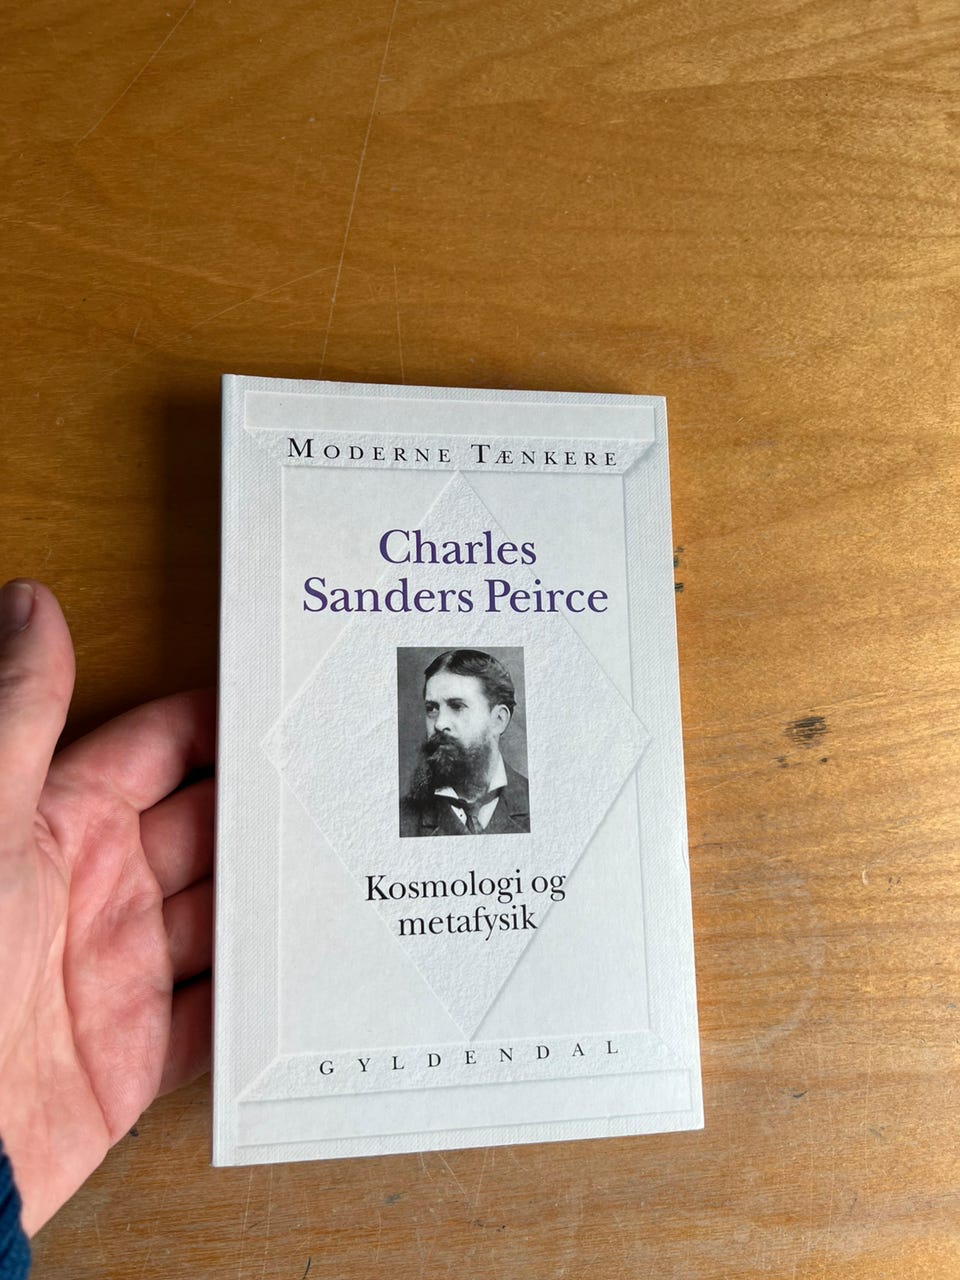 MODERNE TÆNKERE
Charles
Sanders Peirce
Kosmologi og
metafysik
GYLDENDAL